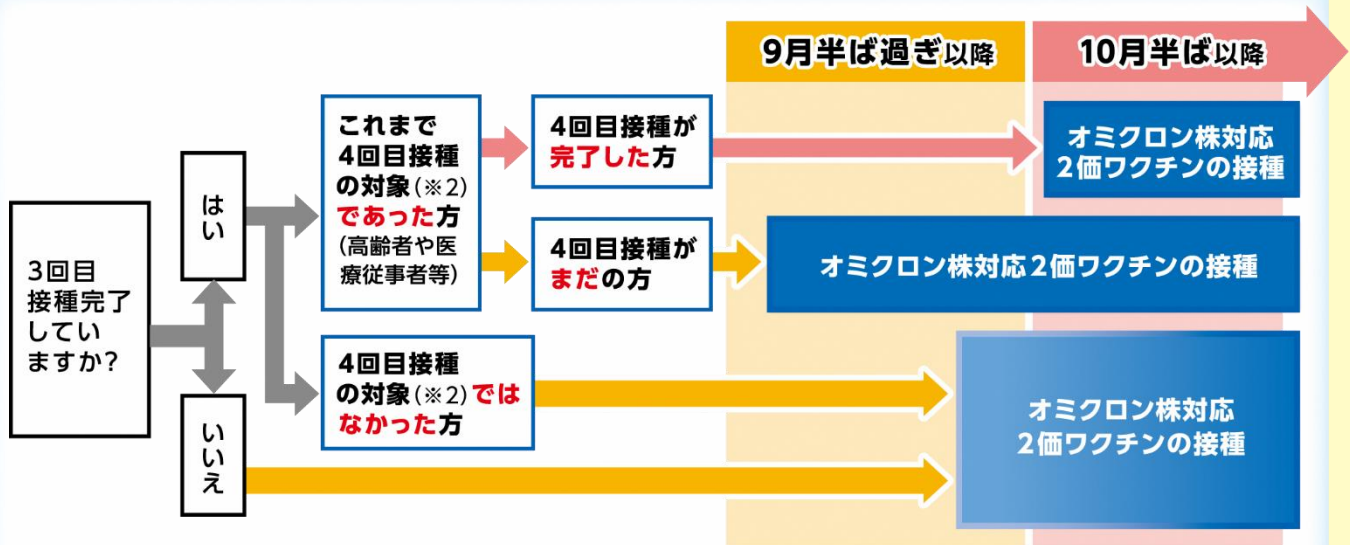 9月半ば過ぎ以降
10月半ば以降
3回目
接種完了
してい
ますか?
はい
いいえ
これまで
4回目接種
の対象(※2)
であった方
(高齢者や医
療従事者等)
4回目接種が
完了した方
オミクロン株対応
2価ワクチンの接種
4回目接種が
まだの方
オミクロン株対応2価ワクチンの接種
4回目接種
の対象(※2)では
なかった方
オミクロン株対応
2価ワクチンの接種